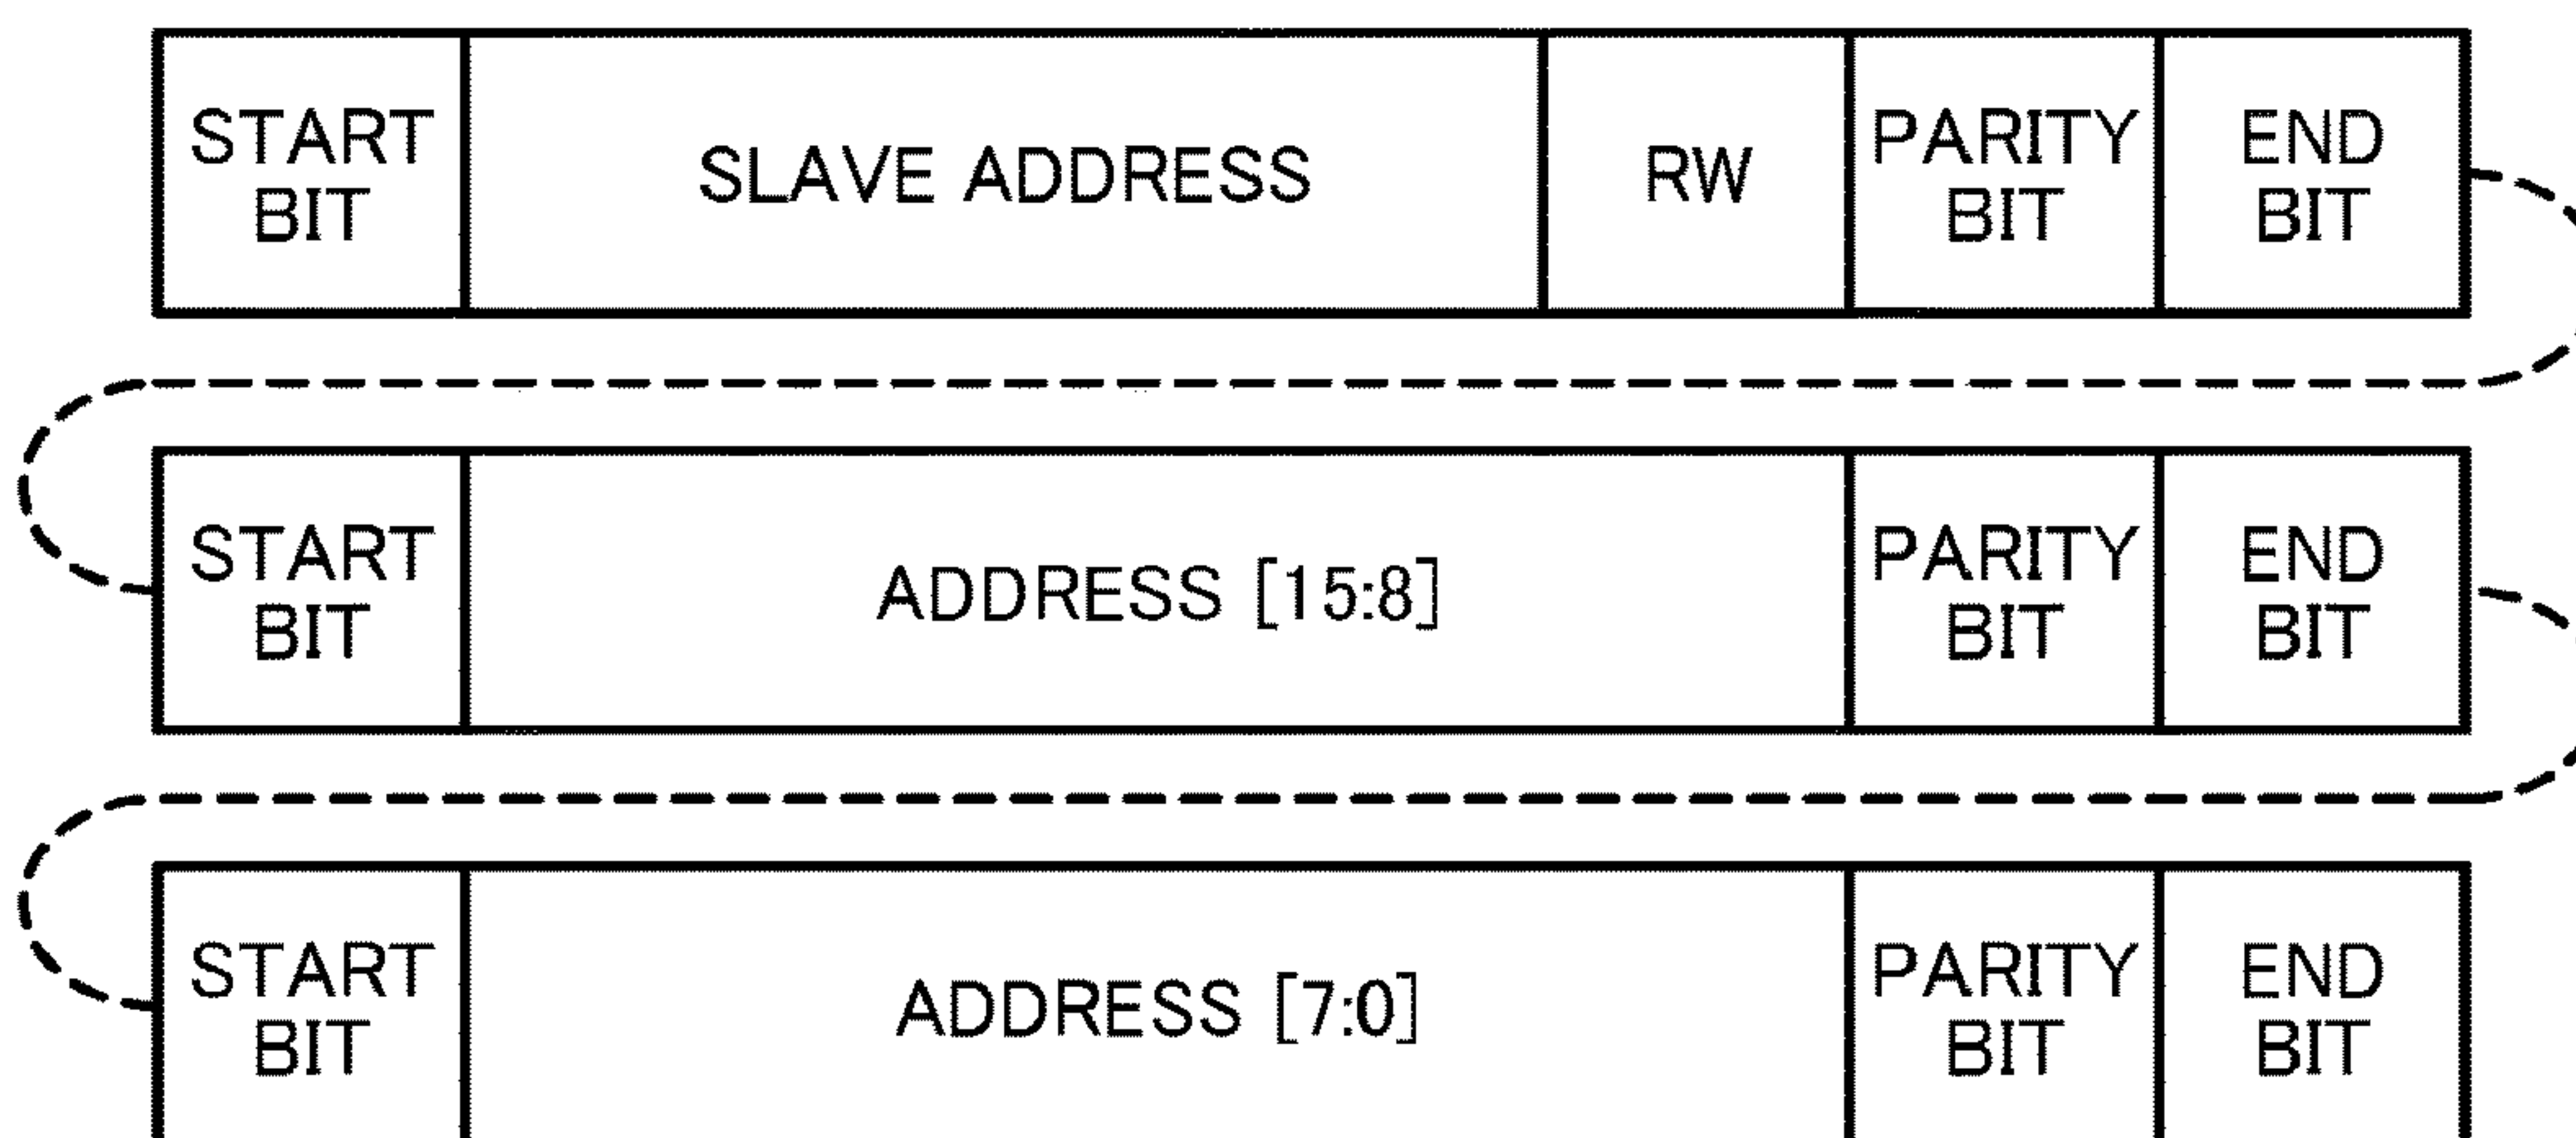 START BIT
SLAVE ADDRESS
RW
PARITY BIT
END BIT
START BIT
ADDRESS [15:8]
PARITY BIT
END BIT
START BIT
ADDRESS [7:0]
PARITY BIT
END BIT